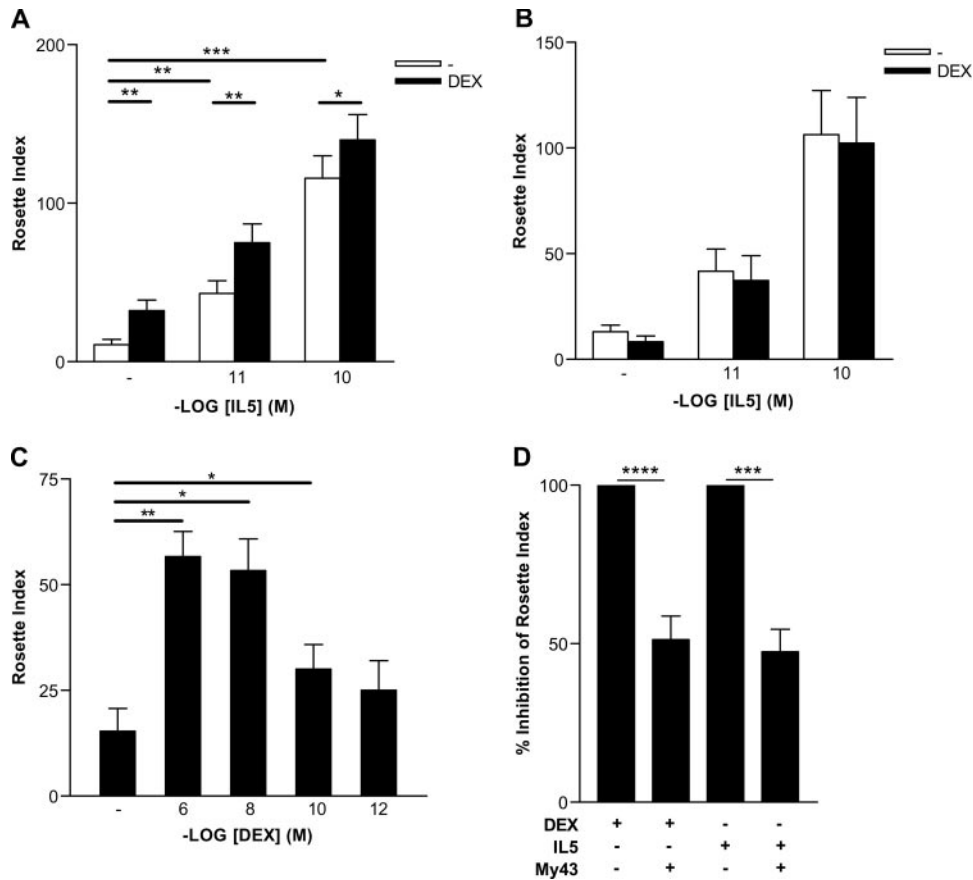 A
200
***
-
**
DEX
**
**
*
100
Rosette Index
0
-
11
10
-LOG [IL5] (M)
B
150
-
DEX
100
Rosette Index
50
0
-
11
10
-LOG [IL5] (M)
C
75
*
*
**
50
Rosette Index
25
0
-
6
8
10
12
-LOG [DEX] (M)
D
****
***
100
% Inhibition of Rosette Index
50
0
DEX + + - -
IL5 - - + +
My43 - + - +